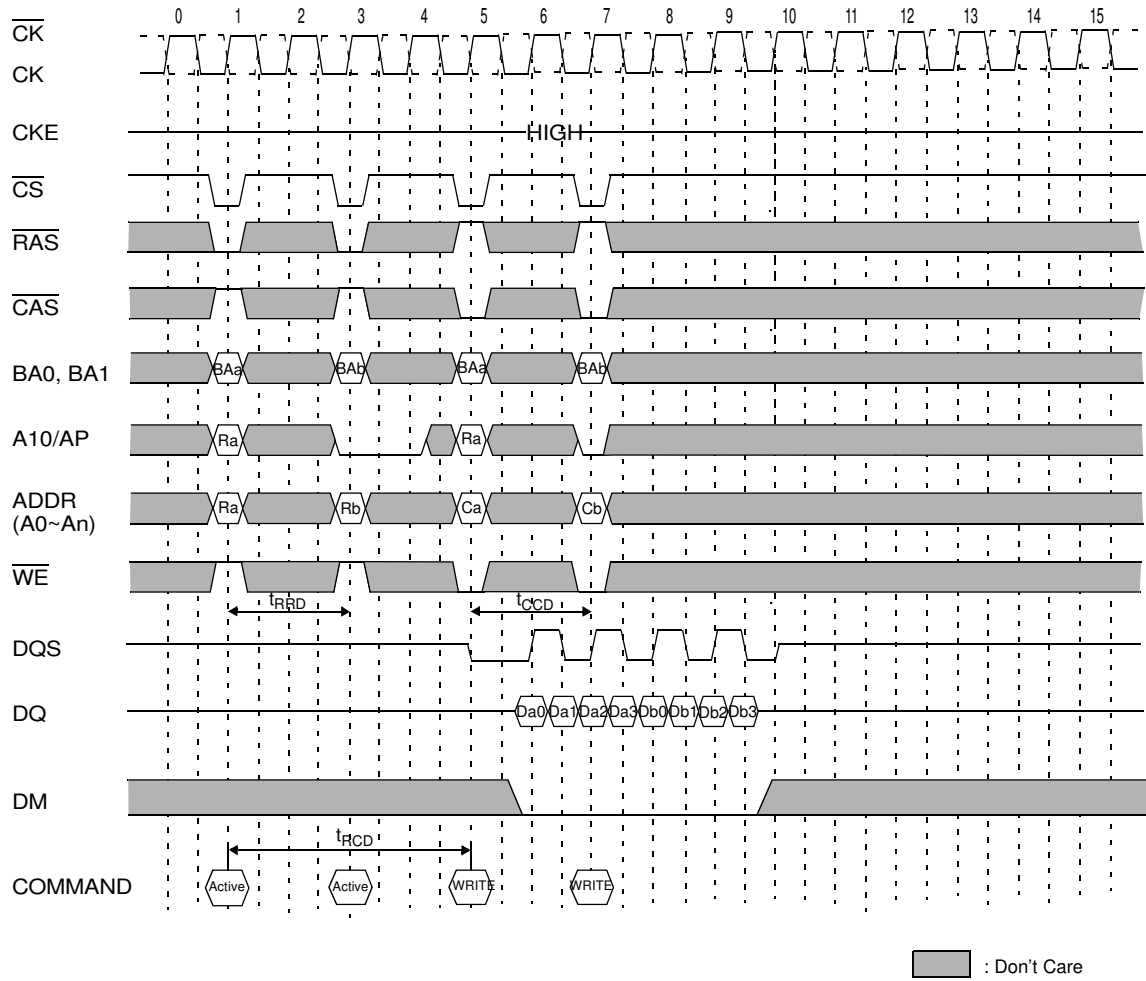 0 1 2 3 4 5 6 7 8 9 10 11 12 13 14 15
CK
CK
CKE HIGH
CS
RAS
CAS
BA0, BA1 BAa BAb BAa BAb
A10/AP Ra Ra
ADDR
(A0~An) Ra Rb Ca Cb
WE
tRRD tCCD
DQS
DQ Da0 Da1 Da2 Da3 Db0 Db1 Db2 Db3
DM
tRCD
COMMAND Active Active WRITE WRITE
: Don't Care